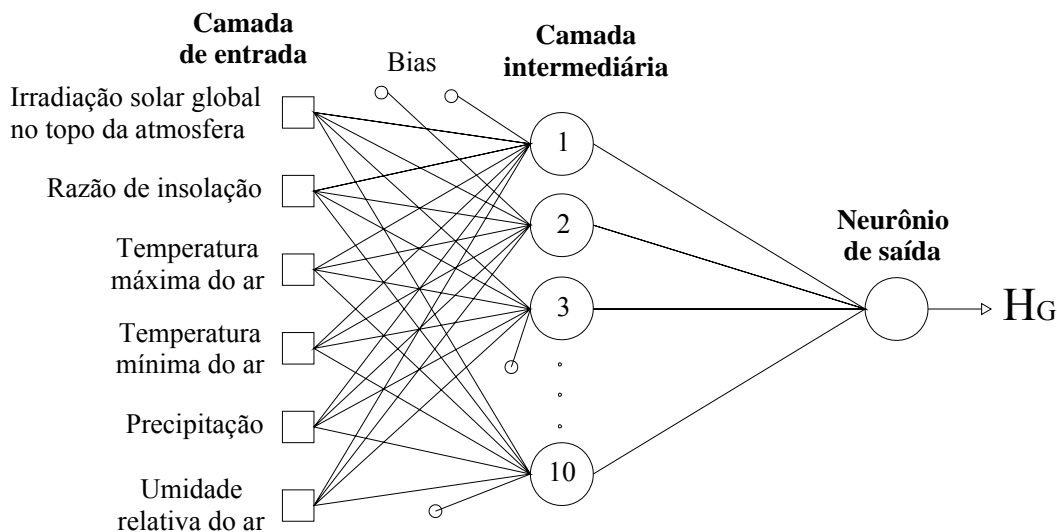 Camada
de entrada
Bias
Camada
intermediária
Irradiação solar global
no topo da atmosfera
Razão de insolação
Temperatura
máxima do ar
Temperatura
mínima do ar
Precipitação
Umidade
relativa do ar
1
2
3
10
Neurônio
de saída
HG